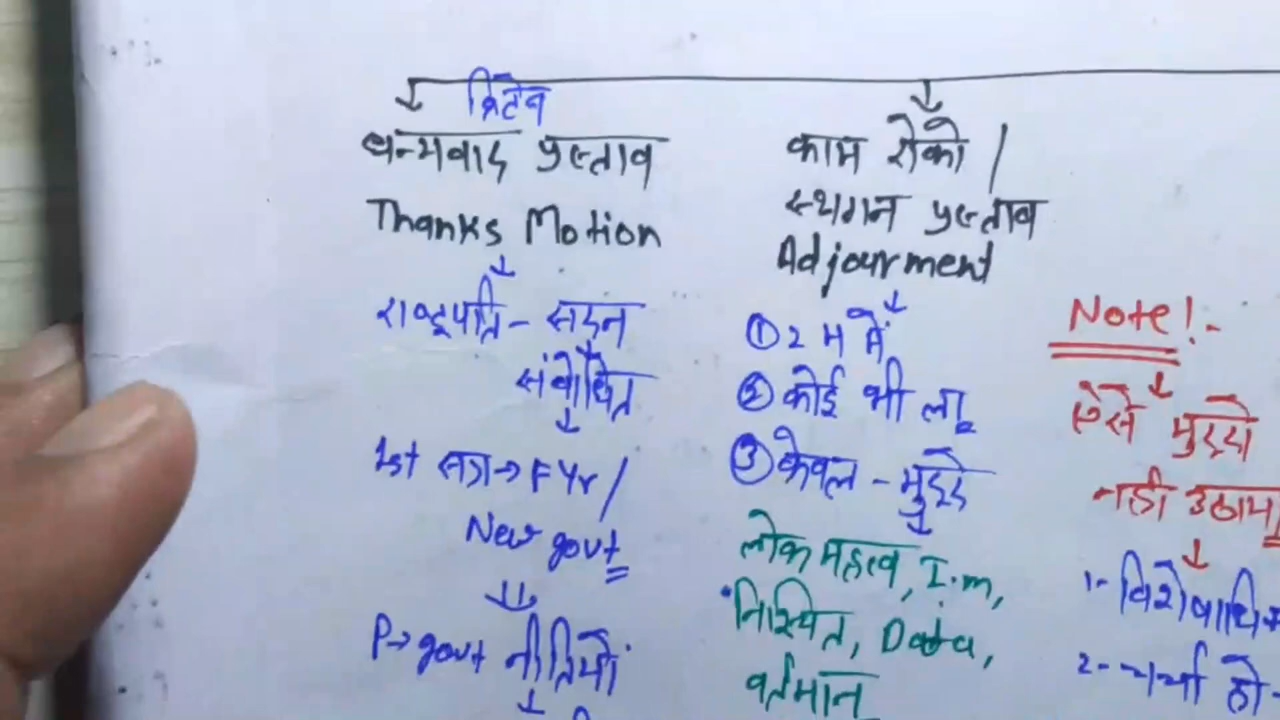 ब्रिटेन
धन्यवाद प्रस्ताव
Thanks Motion
राष्ट्रपति - सदन
संबोधित
1st सत्र → F Yr /
New govt
P → govt नीतियों
काम रोको /
स्थगन प्रस्ताव
Adjourment
① 2 म में
② कोई भी ला
③ केवल - मुद्दे
लोक महत्व, I.m,
निश्चित, Data,
वर्तमान
Note! -
ऐसे मुद्दो
नही
1 - विशेषाधि
2 - चर्चा हो